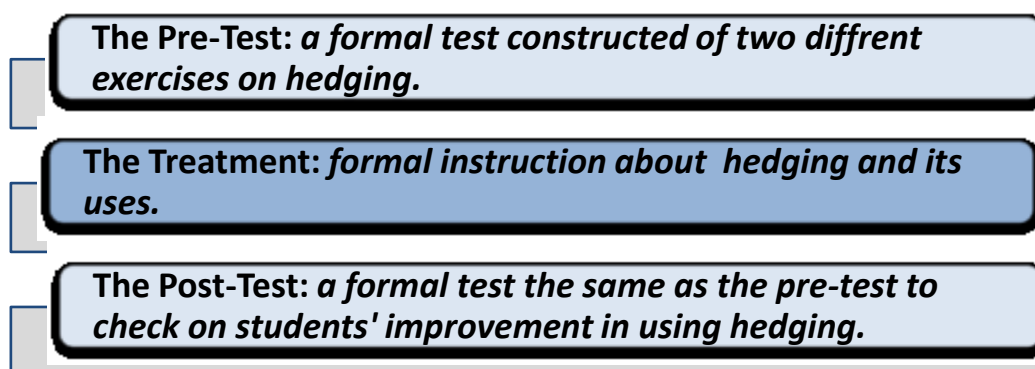 The Pre-Test: a formal test constructed of two diffrent
exercises on hedging.
The Treatment: formal instruction about hedging and its
uses.
The Post-Test: a formal test the same as the pre-test to
check on students' improvement in using hedging.